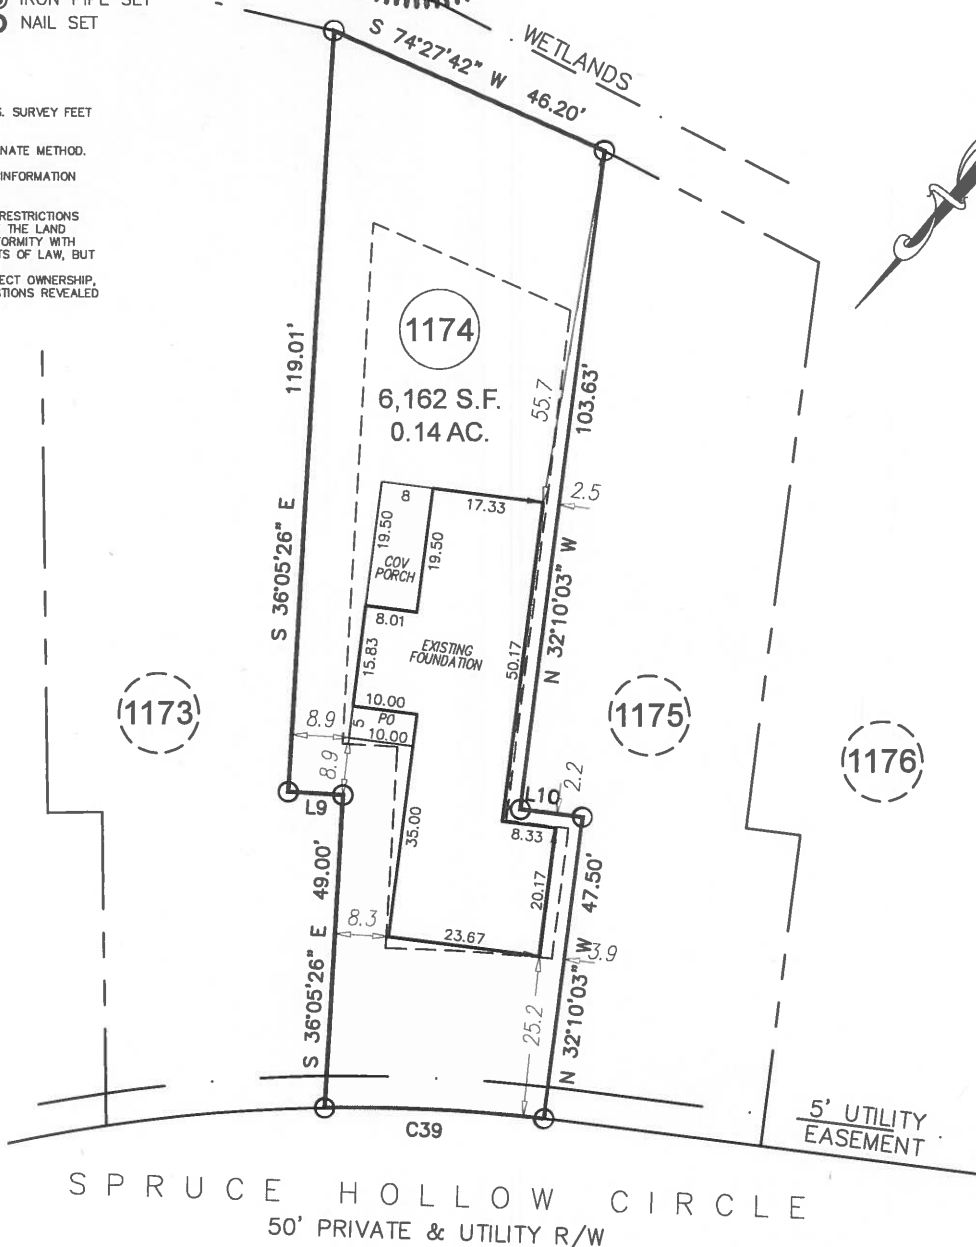 IRON PIPE SET
NAIL SET
S. SURVEY FEET
NATE METHOD.
INFORMATION
RESTRICTIONS
THE LAND
FORMITY WITH
TS OF LAW, BUT
ECT OWNERSHIP,
TIONS REVEALED
S 74°27'42" W 46.20'
WETLANDS
1174
6,162 S.F.
0.14 AC.
119.01'
S 36°05'26" E
55.7
103.63'
N 32°10'03" W
2.5
8
17.33
19.50
19.50
COV
PORCH
8.01
15.83
EXISTING
FOUNDATION
50.17
10.00
5
PO
10.00
8.9
8.9
1173
1175
1176
L9
L10
2.2
8.33
35.00
20.17
49.00'
S 36°05'26" E
47.50'
N 32°10'03" W
8.3
23.67
3.9
25.2
C39
5' UTILITY
EASEMENT
SPRUCE HOLLOW CIRCLE
50' PRIVATE & UTILITY R/W